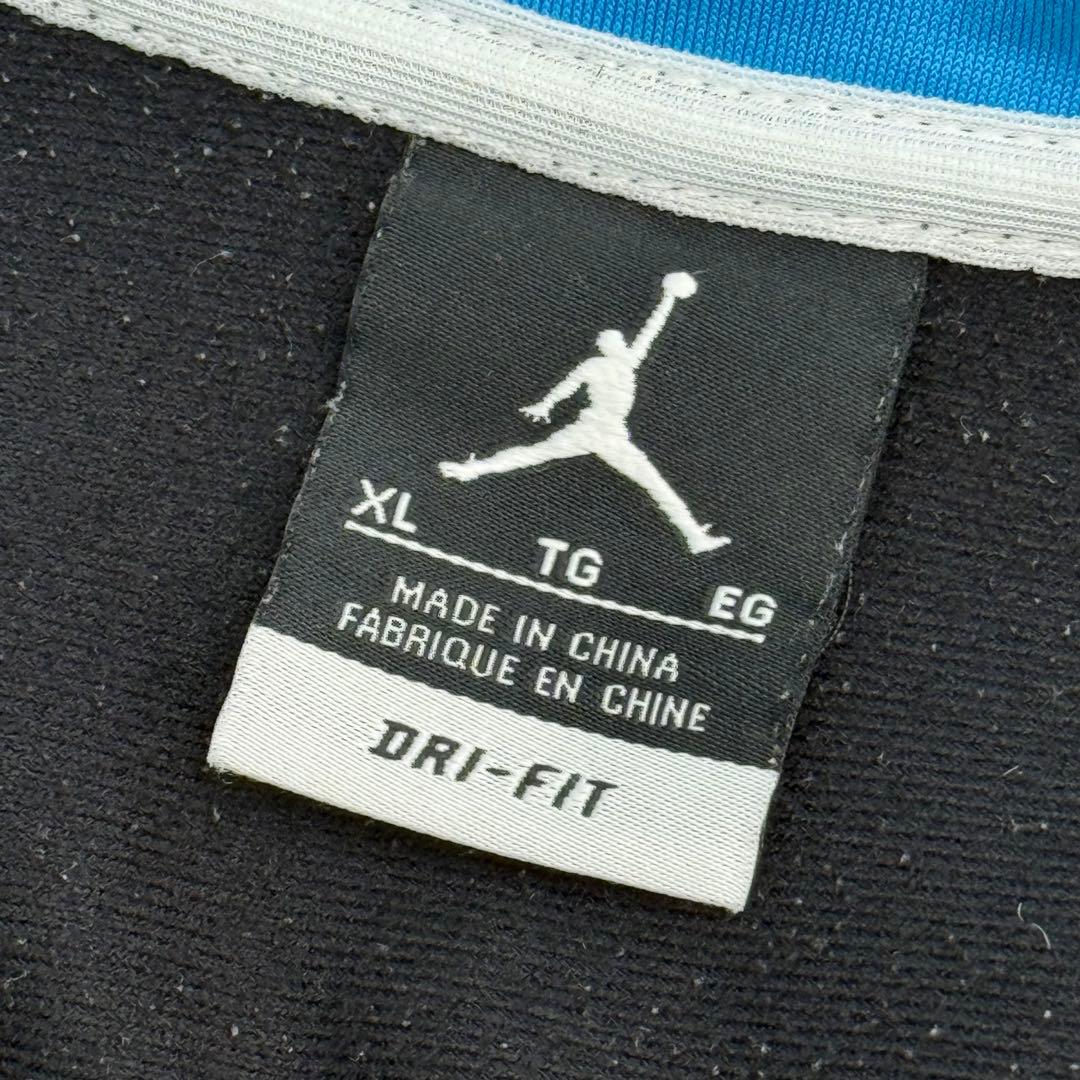 XL TG EG
MADE IN CHINA
FABRIQUE EN CHINE
DRI-FIT